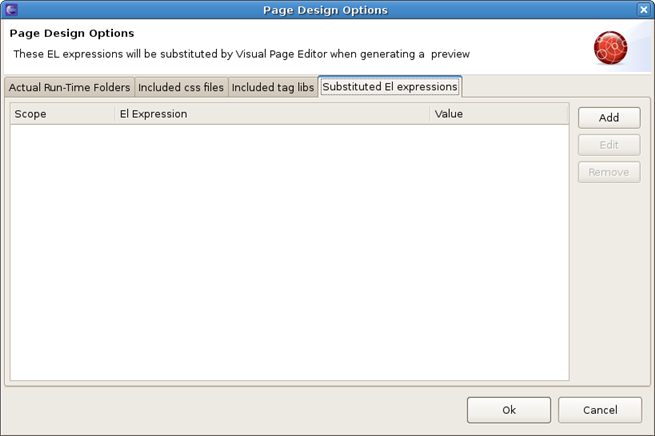 Page Design Options
Page Design Options
These EL expressions will be substituted by Visual Page Editor when generating a  preview
Actual Run-Time Folders Included css files Included tag libs Substituted El expressions
Scope El Expression Value
Add
Edit
Remove
Ok Cancel